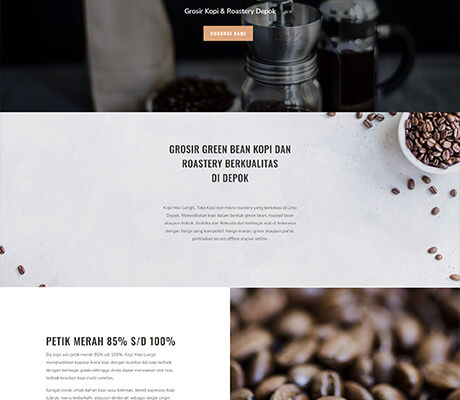 Grosir Kopi & Roastery Depok
HUBUNGI KAMI
GROSIR GREEN BEAN KOPI DAN
ROASTERY BERKUALITAS
DI DEPOK
Kopi Mas Langit, Toko Kopi dan micro roastery yang berlokasi di Limo
Depok. Menyediakan kopi dalam bentuk green bean, roasted bean
ataupun bubuk. Arabika dan Robusta dari berbagai asal di Indonesia
dengan harga yang kompetitif. Harga eceran, grosir ataupun partai,
pembelian secara offline ataupun online.
PETIK MERAH 85% S/D 100%
Biji kopi asli petik merah 85% s/d 100%. Kopi Mas Langit
menghadirkan kepada Anda kopi dengan kualitas biji kopi terbaik
dengan berbagai grade sehingga Anda dapat merasakan cita rasa
terbaik keaslian kopi multi varietas.
Sangat cocok untuk bahan kopi susu kekinian, blend espresso, kopi
bubuk, menu kedai/kafe, ataupun dinikmati sebagai single origin.